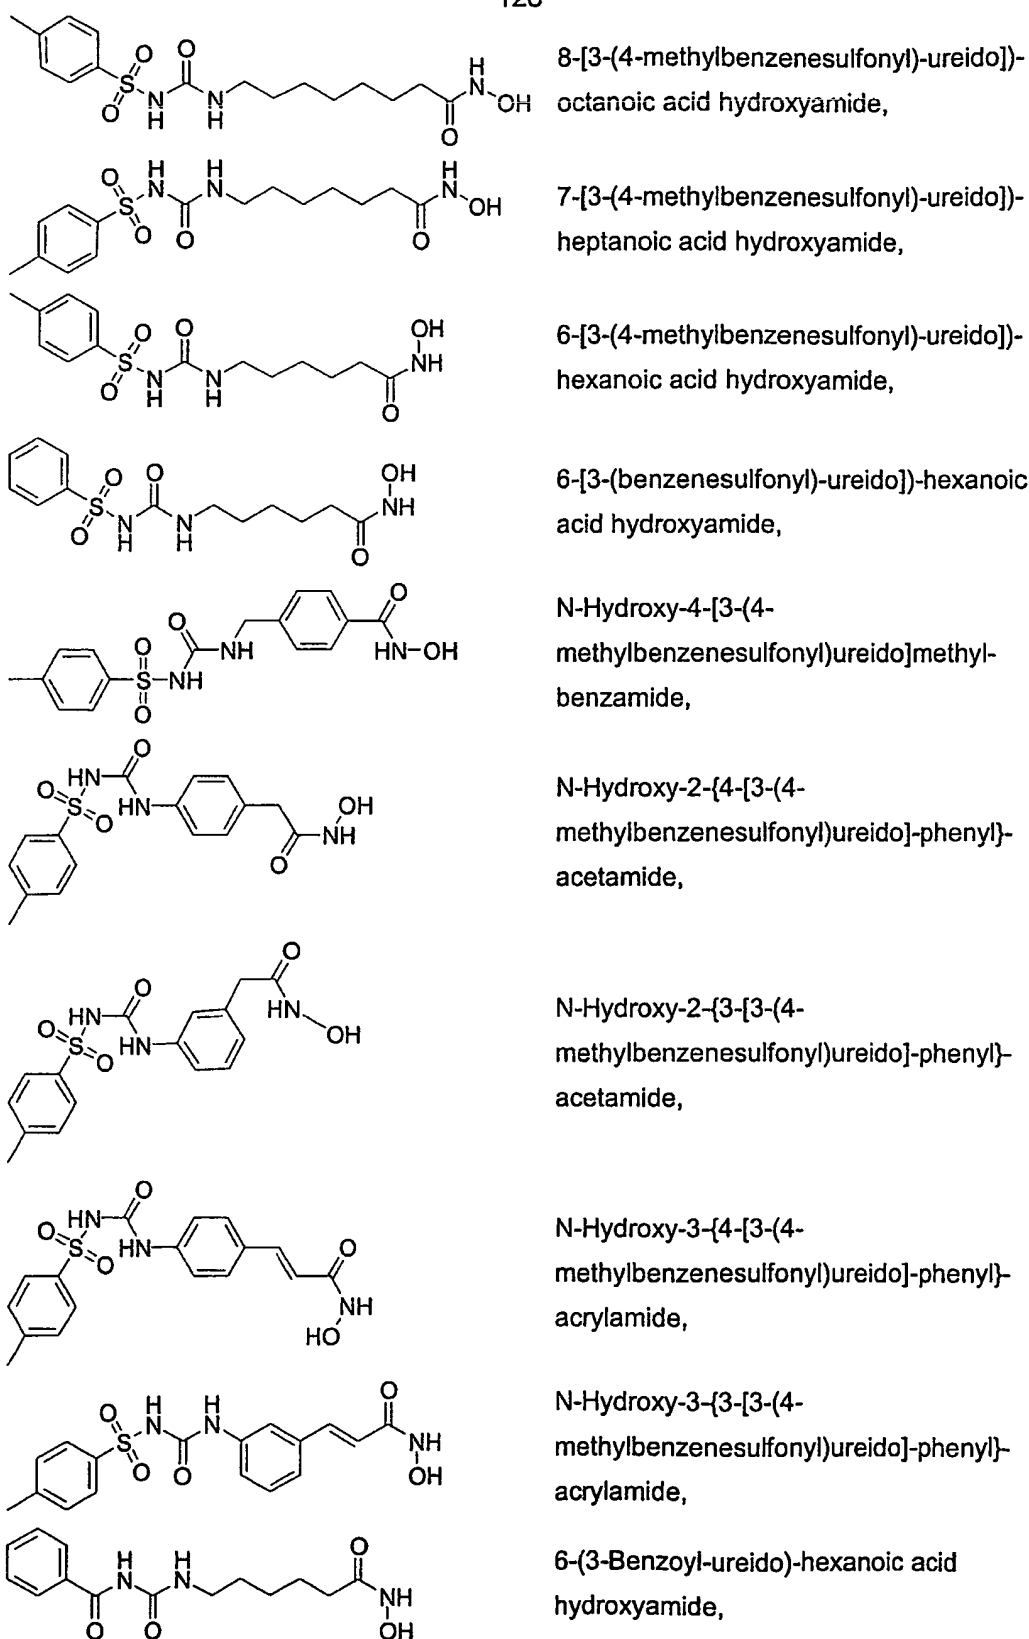 8-[3-(4-methylbenzenesulfonyl)-ureido])-
octanoic acid hydroxyamide,
7-[3-(4-methylbenzenesulfonyl)-ureido])-
heptanoic acid hydroxyamide,
6-[3-(4-methylbenzenesulfonyl)-ureido])-
hexanoic acid hydroxyamide,
6-[3-(benzenesulfonyl)-ureido])-hexanoic
acid hydroxyamide,
N-Hydroxy-4-[3-(4-
methylbenzenesulfonyl)ureido]methyl-
benzamide,
N-Hydroxy-2-{4-[3-(4-
methylbenzenesulfonyl)ureido]-phenyl}-
acetamide,
N-Hydroxy-2-{3-[3-(4-
methylbenzenesulfonyl)ureido]-phenyl}-
acetamide,
N-Hydroxy-3-{4-[3-(4-
methylbenzenesulfonyl)ureido]-phenyl}-
acrylamide,
N-Hydroxy-3-{3-[3-(4-
methylbenzenesulfonyl)ureido]-phenyl}-
acrylamide,
6-(3-Benzoyl-ureido)-hexanoic acid
hydroxyamide,